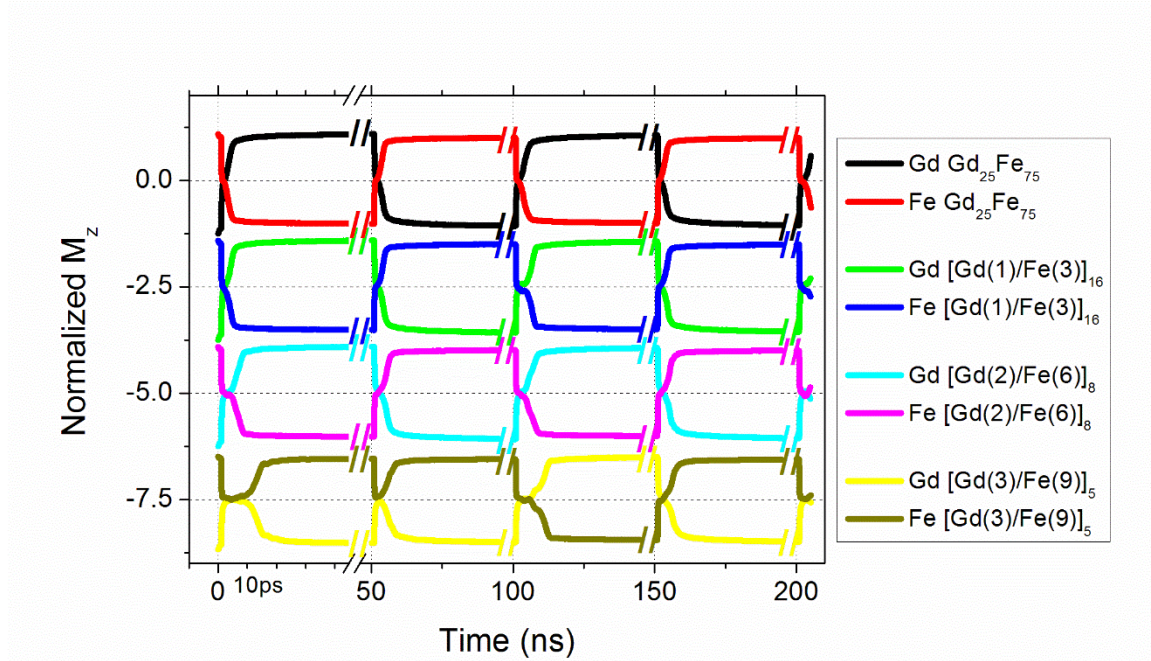 Normalized M_z
0.0
-2.5
-5.0
-7.5
0 10ps 50 100 150 200
Time (ns)
Gd Gd₂₅Fe₇₅
Fe Gd₂₅Fe₇₅
Gd [Gd(1)/Fe(3)]₁₆
Fe [Gd(1)/Fe(3)]₁₆
Gd [Gd(2)/Fe(6)]₈
Fe [Gd(2)/Fe(6)]₈
Gd [Gd(3)/Fe(9)]₅
Fe [Gd(3)/Fe(9)]₅